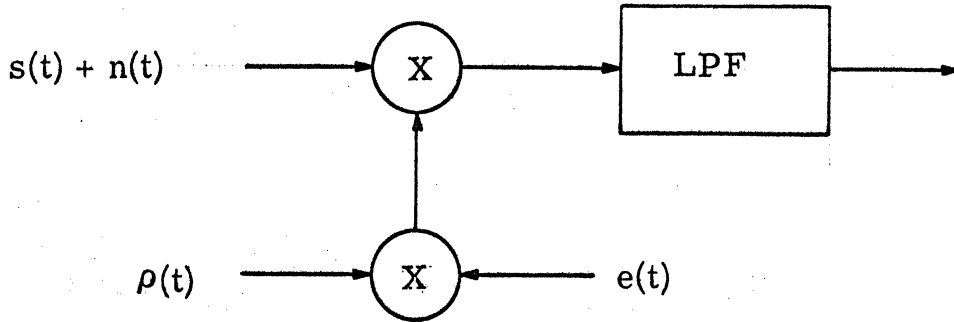 s(t) + n(t)
X
LPF
ρ(t)
X
e(t)